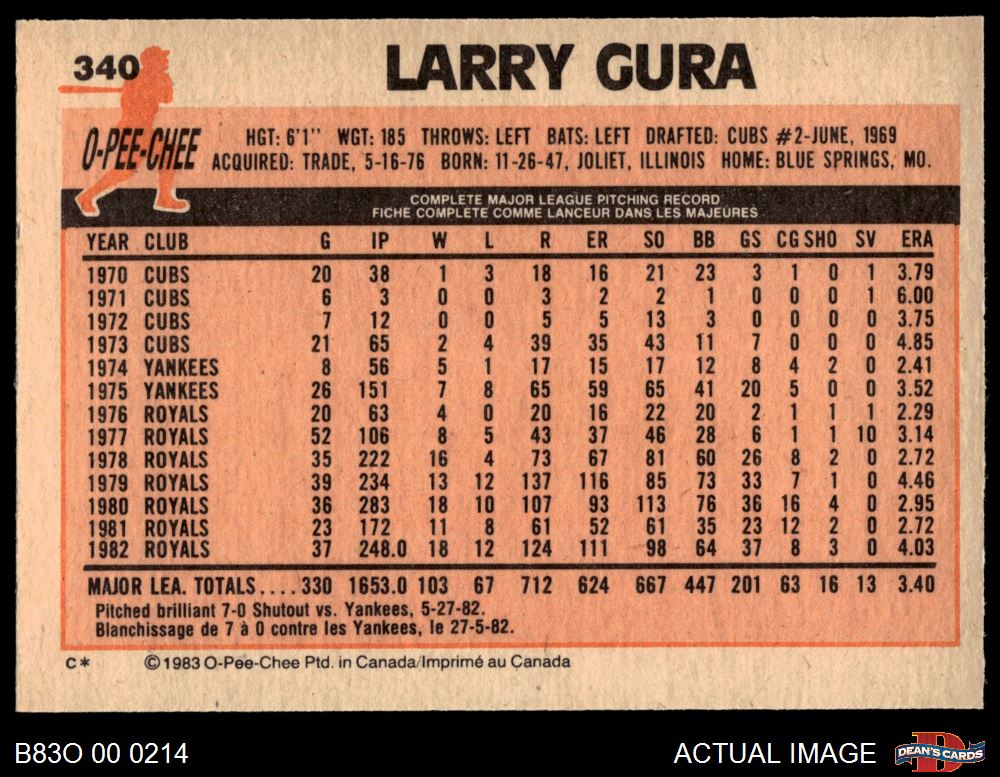 340
LARRY GURA
O-PEE-CHEE
HGT: 6'1" WGT: 185 THROWS: LEFT BATS: LEFT DRAFTED: CUBS #2-JUNE, 1969
ACQUIRED: TRADE, 5-16-76 BORN: 11-26-47, JOLIET, ILLINOIS HOME: BLUE SPRINGS, MO.
COMPLETE MAJOR LEAGUE PITCHING RECORD
FICHE COMPLETE COMME LANCEUR DANS LES MAJEURES
YEAR CLUB G IP W L R ER SO BB GS CG SHO SV ERA
1970 CUBS 20 38 1 3 18 16 21 23 3 1 0 1 3.79
1971 CUBS 6 3 0 0 3 2 2 1 0 0 0 1 6.00
1972 CUBS 7 12 0 0 5 5 13 3 0 0 0 0 3.75
1973 CUBS 21 65 2 4 39 35 43 11 7 0 0 0 4.85
1974 YANKEES 8 56 5 1 17 15 17 12 8 4 2 0 2.41
1975 YANKEES 26 151 7 8 65 59 65 41 20 5 0 0 3.52
1976 ROYALS 20 63 4 0 20 16 22 20 2 1 1 1 2.29
1977 ROYALS 52 106 8 5 43 37 46 28 6 1 1 10 3.14
1978 ROYALS 35 222 16 4 73 67 81 60 26 8 2 0 2.72
1979 ROYALS 39 234 13 12 137 116 85 73 33 7 1 0 4.46
1980 ROYALS 36 283 18 10 107 93 113 76 36 16 4 0 2.95
1981 ROYALS 23 172 11 8 61 52 61 35 23 12 2 0 2.72
1982 ROYALS 37 248.0 18 12 124 111 98 64 37 8 3 0 4.03
MAJOR LEA. TOTALS.... 330 1653.0 103 67 712 624 667 447 201 63 16 13 3.40
Pitched brilliant 7-0 Shutout vs. Yankees, 5-27-82.
Blanchissage de 7 à 0 contre les Yankees, le 27-5-82.
C* ©1983 O-Pee-Chee Ptd. in Canada/Imprimé au Canada
B83O 00 0214
ACTUAL IMAGE
D
DEAN'S CARDS